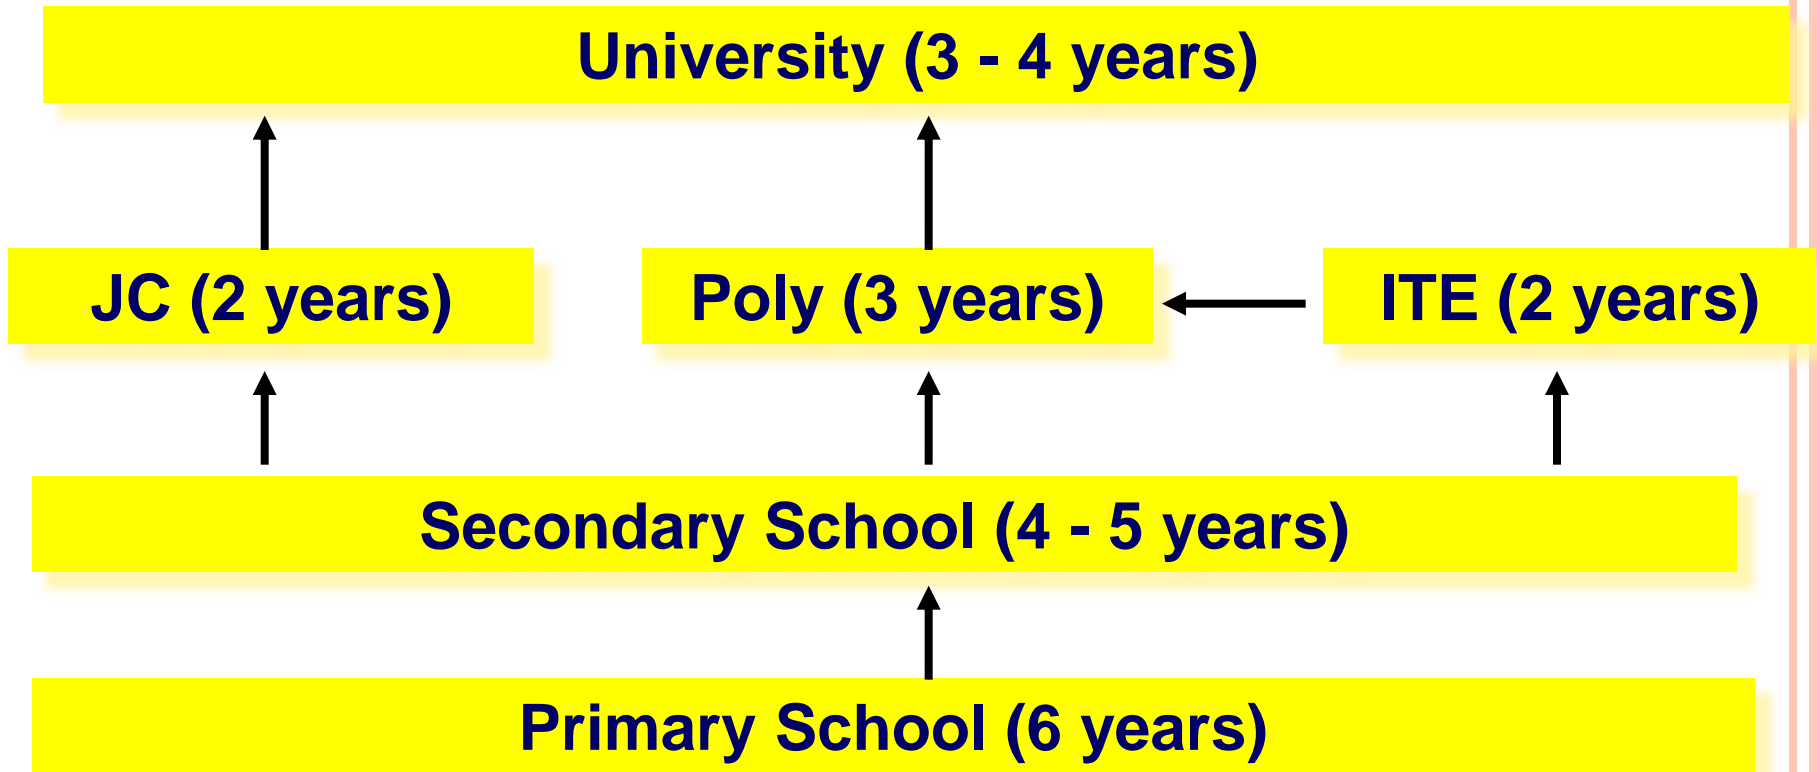 University (3 - 4 years)
JC (2 years)
Poly (3 years)
ITE (2 years)
Secondary School (4 - 5 years)
Primary School (6 years)